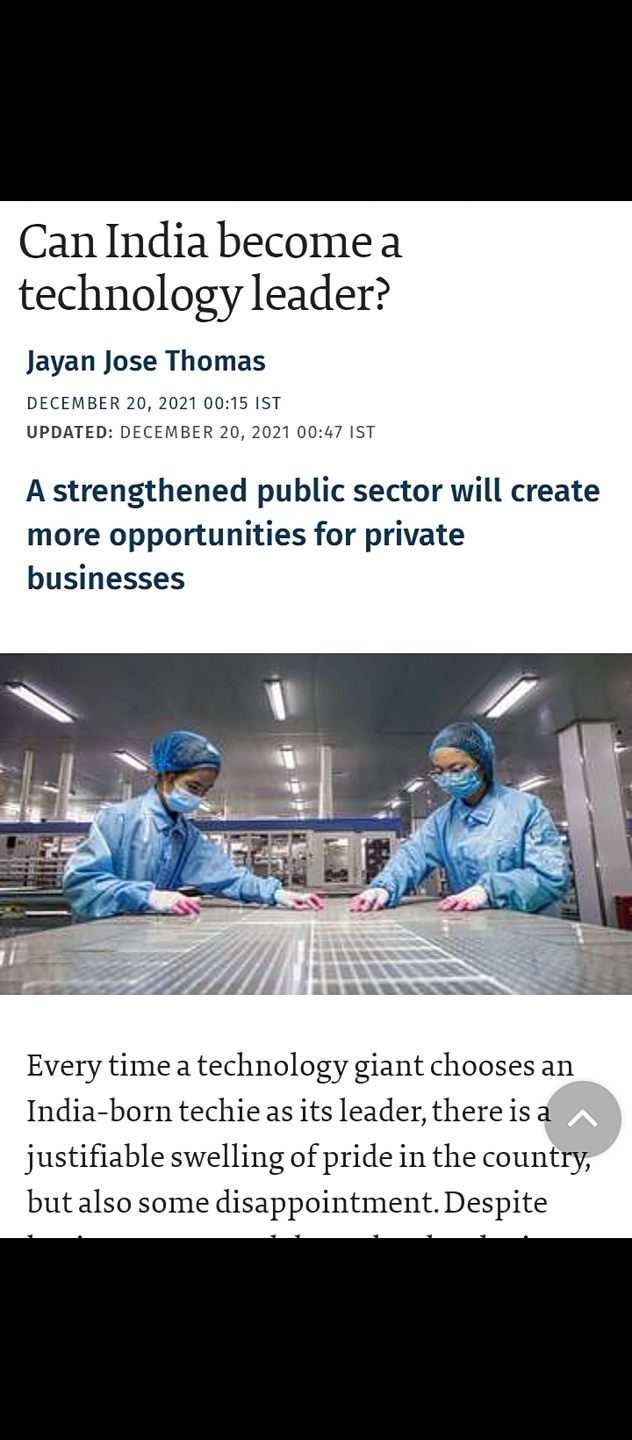 Can India become a
technology leader?
Jayan Jose Thomas
DECEMBER 20, 2021 00:15 IST
UPDATED: DECEMBER 20, 2021 00:47 IST
A strengthened public sector will create
more opportunities for private
businesses
Every time a technology giant chooses an
India-born techie as its leader, there is a
justifiable swelling of pride in the country,
but also some disappointment. Despite